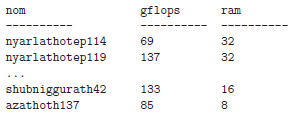 nom gflops ram
---------- ---------- ----------
nyarlathotep114 69 32
nyarlathotep119 137 32
...
shubniggurath42 133 16
azathoth137 85 8